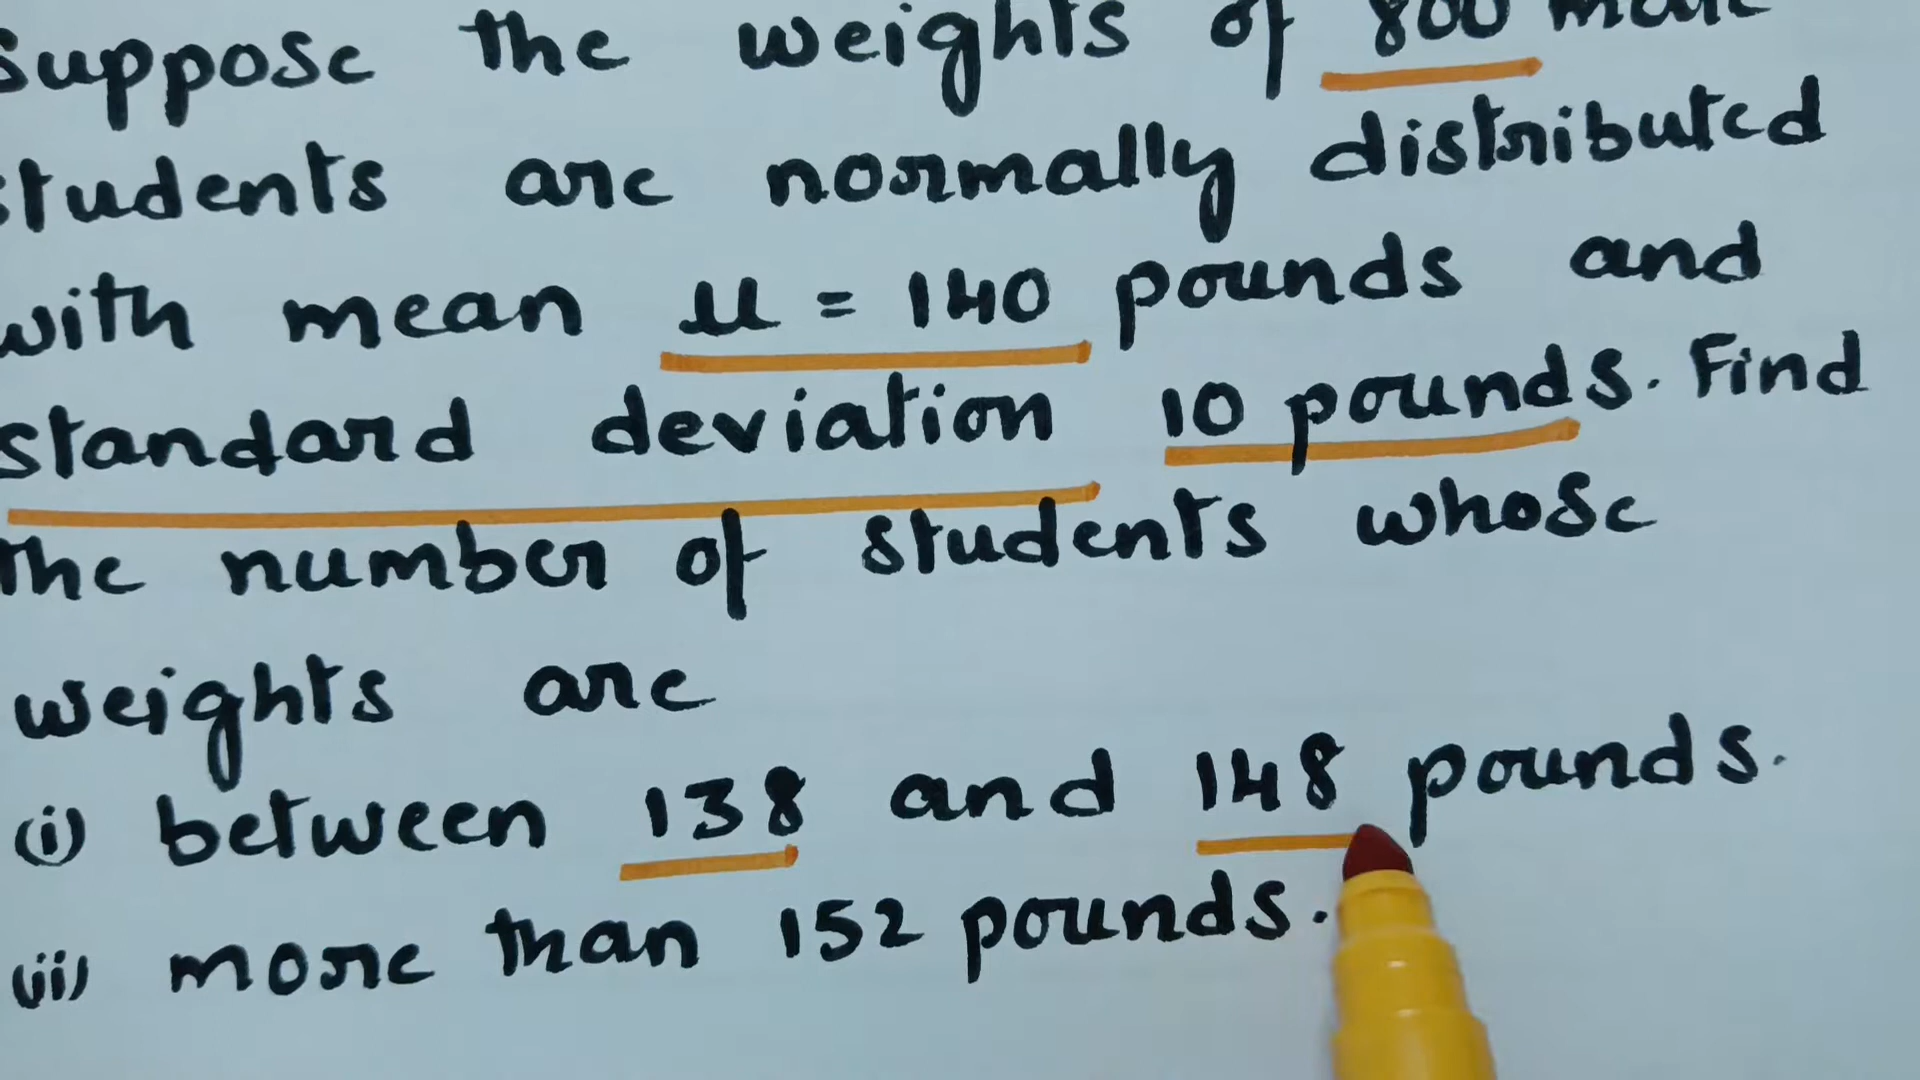 Suppose the weights of 800 male
students are normally distributed
with mean μ = 140 pounds and
standard deviation 10 pounds. Find
the number of students whose
weights are
(i) between 138 and 148 pounds.
(ii) more than 152 pounds.